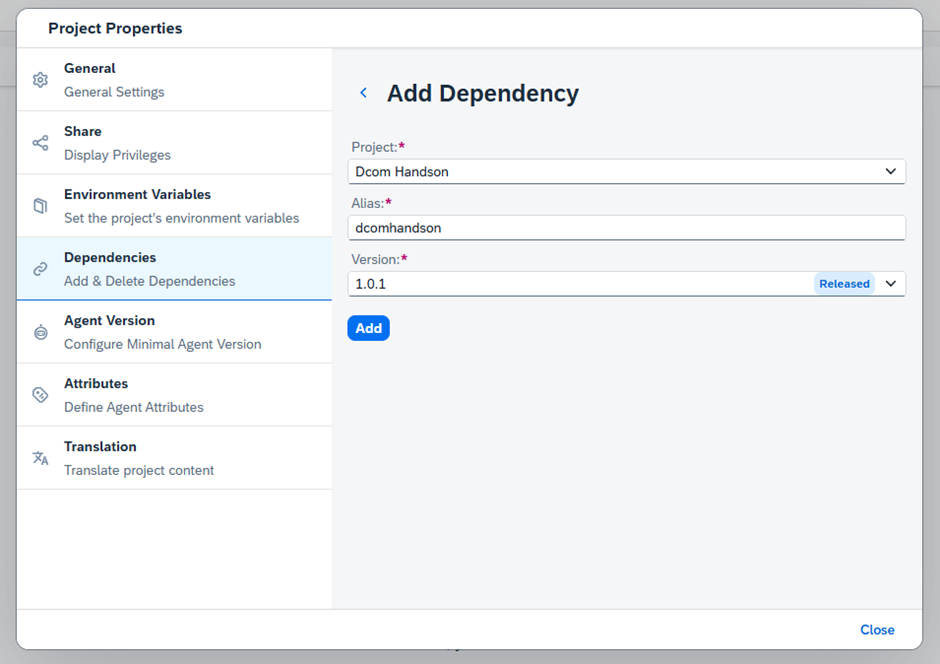 Project Properties
General
General Settings
Share
Display Privileges
Environment Variables
Set the project's environment variables
Dependencies
Add & Delete Dependencies
Agent Version
Configure Minimal Agent Version
Attributes
Define Agent Attributes
Translation
Translate project content
Add Dependency
Project:*
Dcom Handson
Alias:*
dcomhandson
Version:*
1.0.1 Released
Add
Close